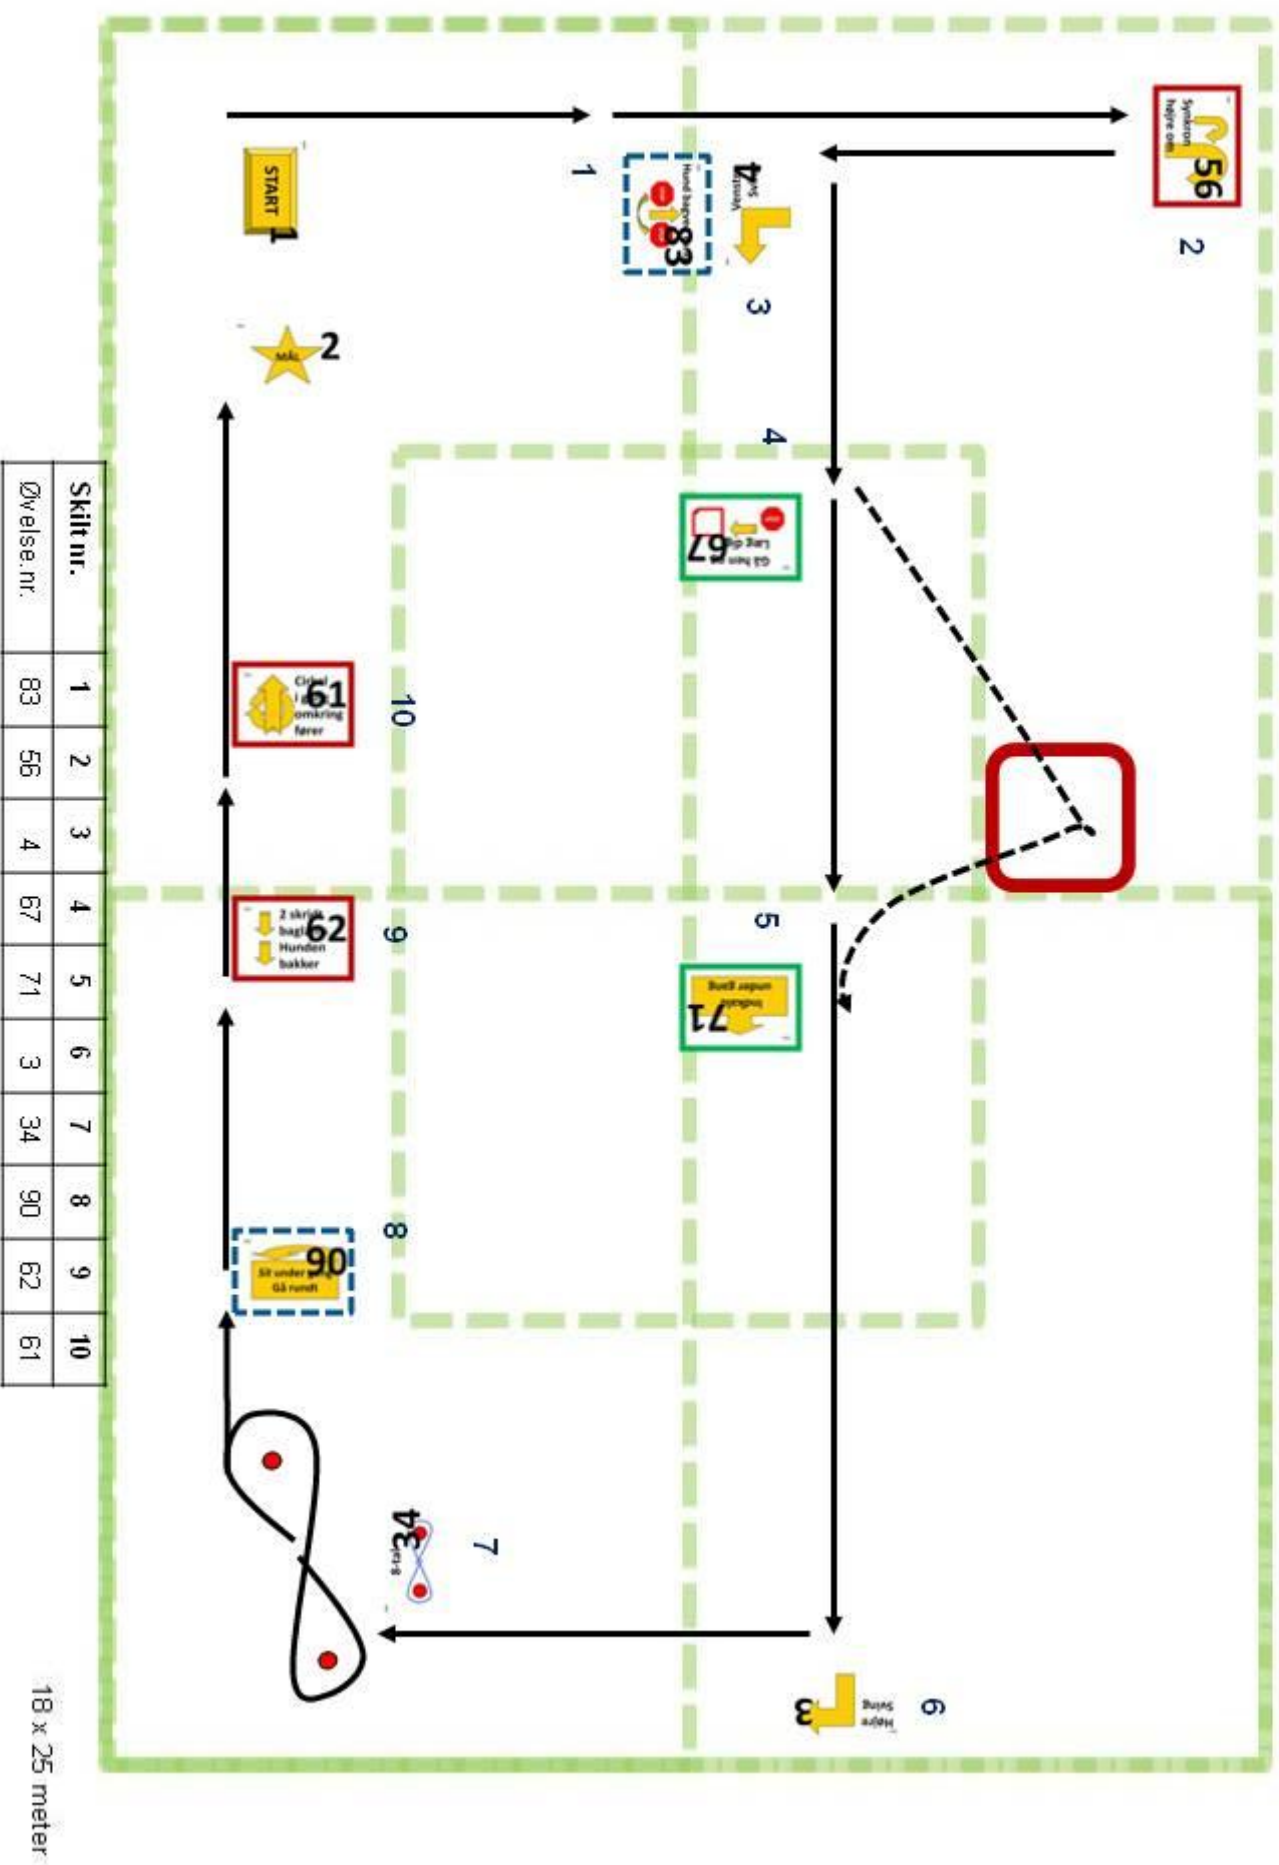 START
1
1
83
Synkron
højre om
56
2
4
3
Gå hen og
Læg dig
67
4
Indkald
under gang
71
5
Højre
Sving
3
6
34
7
Sit under gang
Gå rundt
90
8
2 skridt
Hunden
bakker
62
9
Cirkel
omkring
fører
61
10
MÅL
2
Skilt nr. 1 2 3 4 5 6 7 8 9 10
Øvelse nr. 83 56 4 67 71 3 34 90 62 61
18 x 25 meter